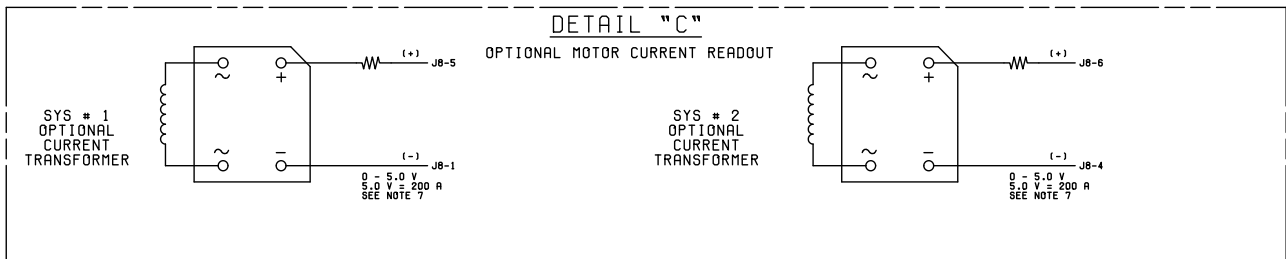 DETAIL "C"
OPTIONAL MOTOR CURRENT READOUT
SYS # 1
OPTIONAL
CURRENT
TRANSFORMER
~
+
~
−
(+)
J8-5
(-)
J8-1
0 - 5.0 V
5.0 V = 200 A
SEE NOTE 7
SYS # 2
OPTIONAL
CURRENT
TRANSFORMER
~
+
~
−
(+)
J8-6
(-)
J8-4
0 - 5.0 V
5.0 V = 200 A
SEE NOTE 7